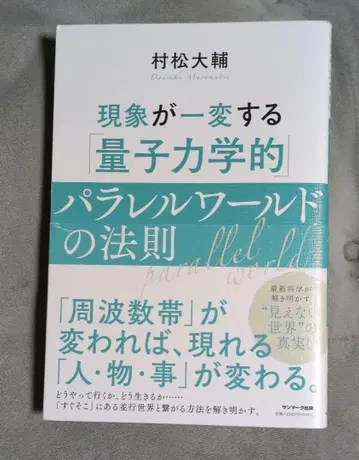 村松大輔
Daisuke Muramatsu
現象が一変する
「量子力学的」
パラレルワールド
の法則
parallel world
最新科学が
解き明かす、
“見えない
世界”の
真実!
「周波数帯」が
変われば、現れる
「人・物・事」が変わる。
どうやって行くか、どう生きるか……
「すぐそこ」にある並行世界と繋がる方法を解き明かす。
サンマーク出版